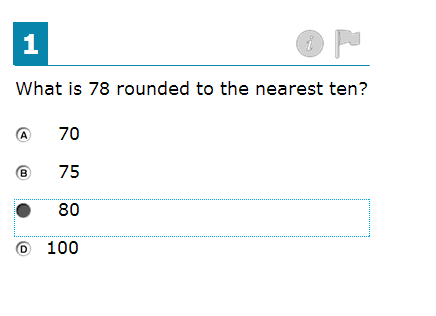 1
What is 78 rounded to the nearest ten?
A 70
B 75
80
D 100